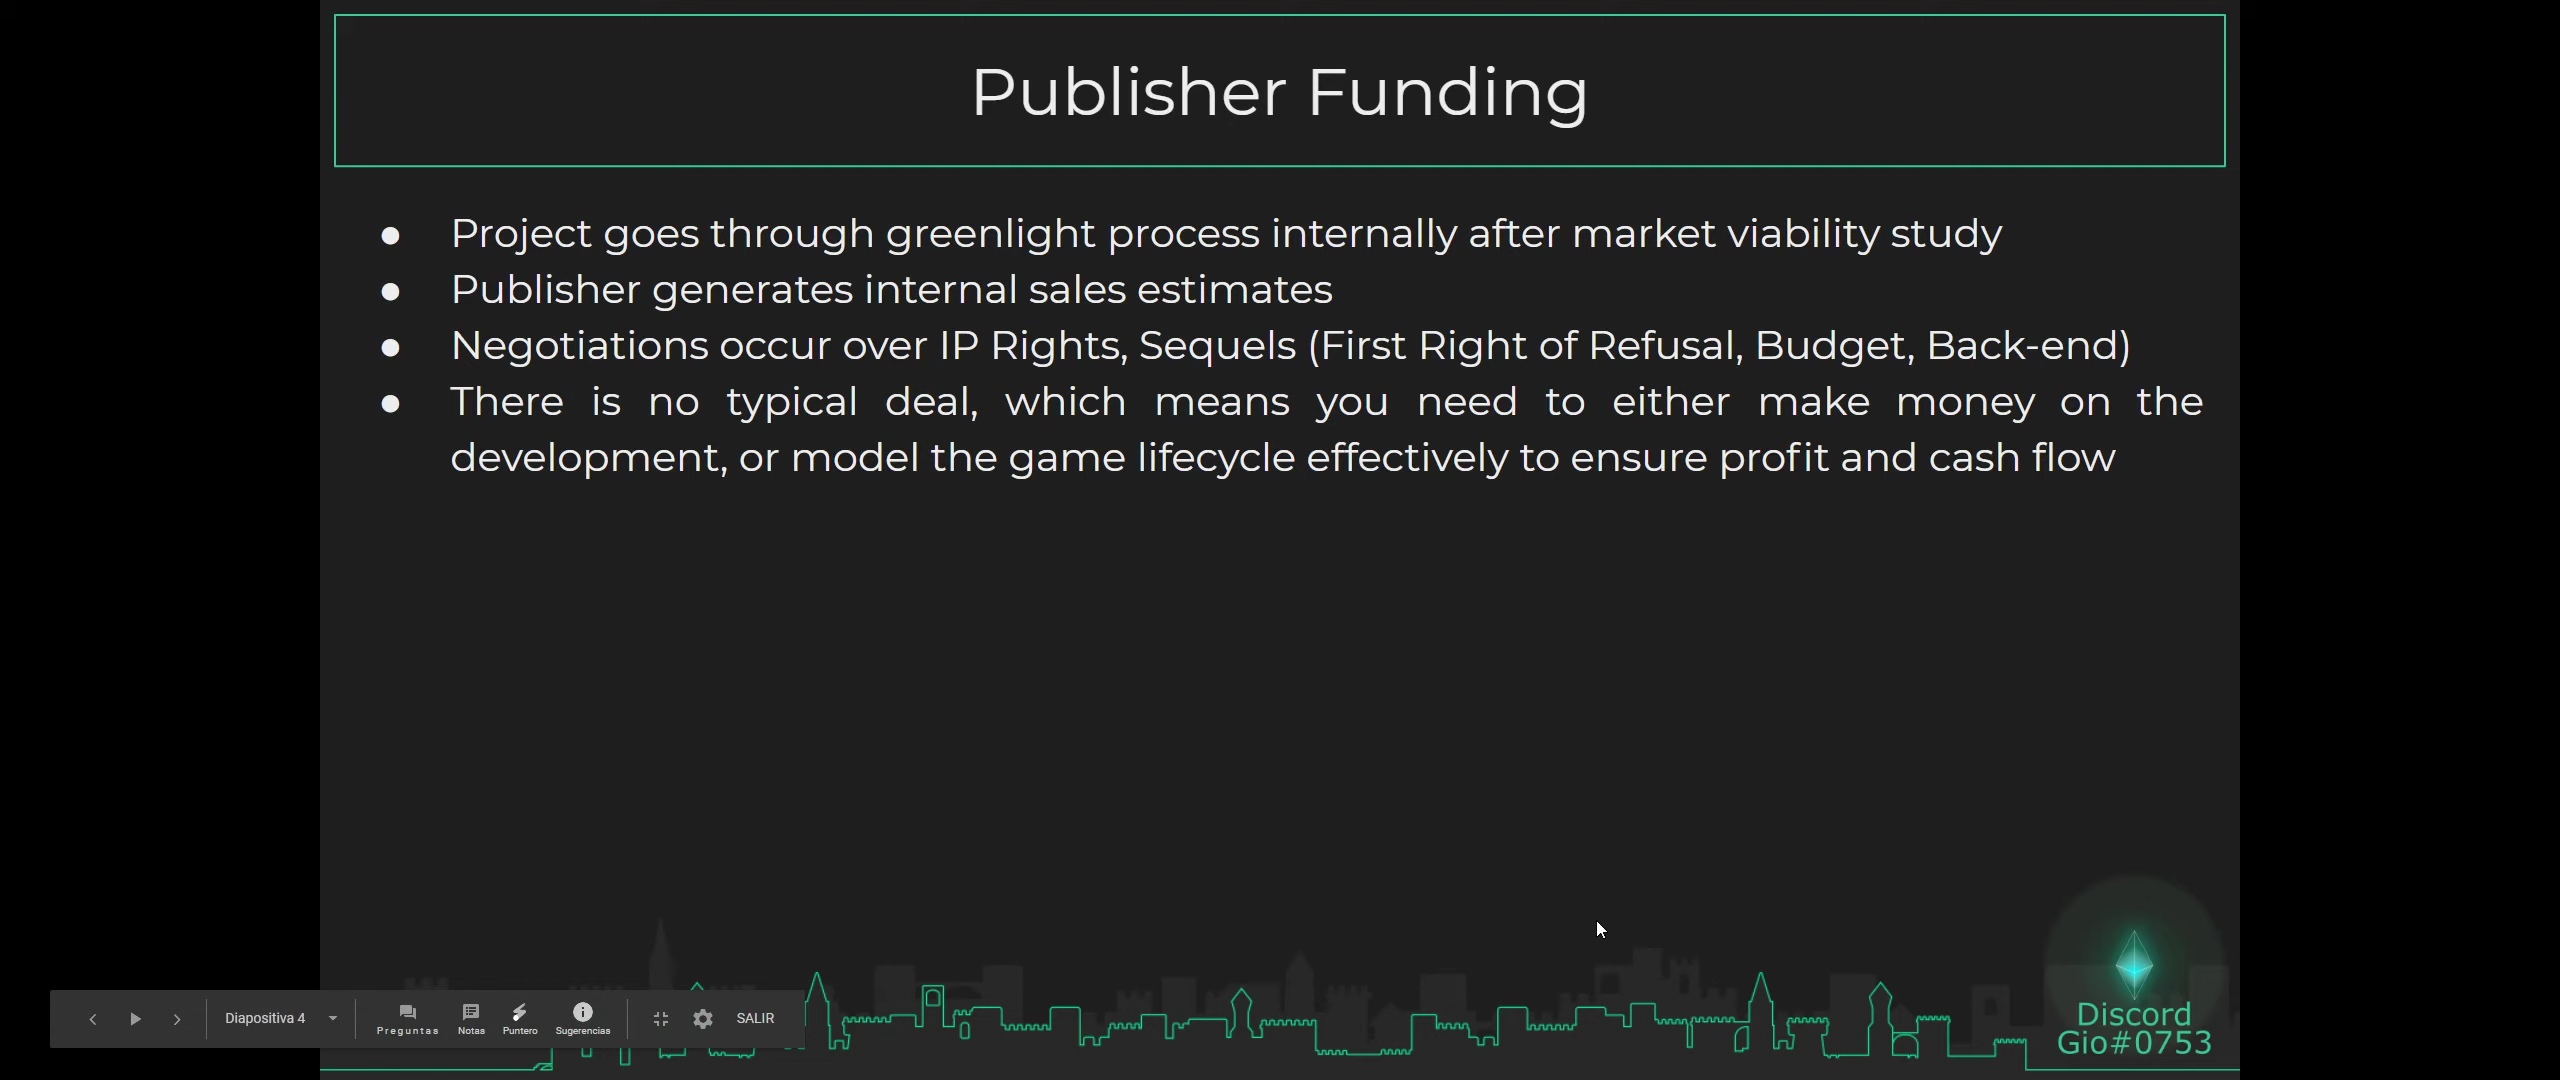 Publisher Funding
● Project goes through greenlight process internally after market viability study
● Publisher generates internal sales estimates
● Negotiations occur over IP Rights, Sequels (First Right of Refusal, Budget, Back-end)
● There is no typical deal, which means you need to either make money on the
development, or model the game lifecycle effectively to ensure profit and cash flow
Diapositiva 4
Preguntas
Notas
Puntero
Sugerencias
SALIR
Discord
Gio#0753